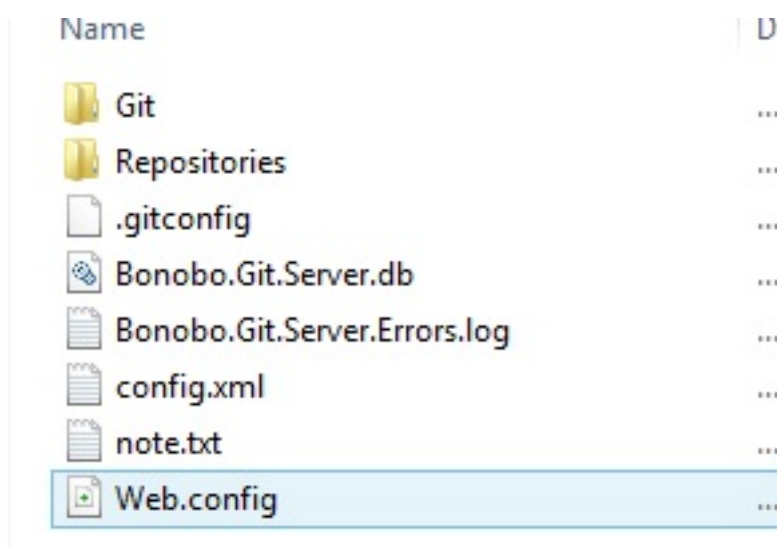 Name
Git
...
Repositories
...
.gitconfig
...
Bonobo.Git.Server.db
...
Bonobo.Git.Server.Errors.log
...
config.xml
...
note.txt
...
Web.config
...